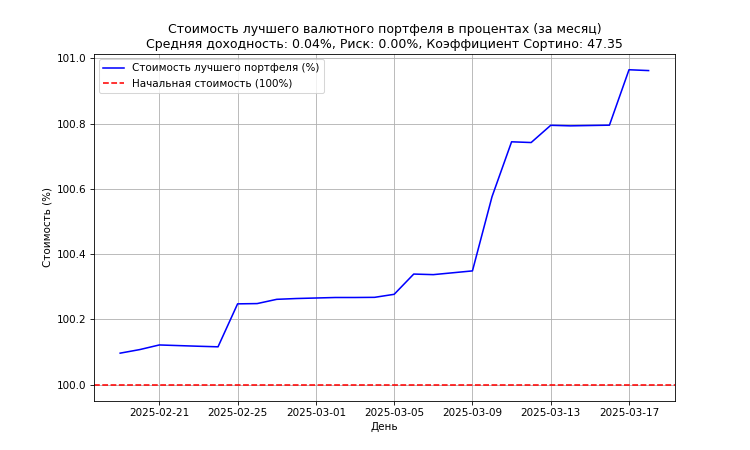 Стоимость лучшего валютного портфеля в процентах (за месяц)
Средняя доходность: 0.04%, Риск: 0.00%, Коэффициент Сортино: 47.35
Стоимость лучшего портфеля (%)
Начальная стоимость (100%)
Стоимость (%)
101.0
100.8
100.6
100.4
100.2
100.0
2025-02-21 2025-02-25 2025-03-01 2025-03-05 2025-03-09 2025-03-13 2025-03-17
День